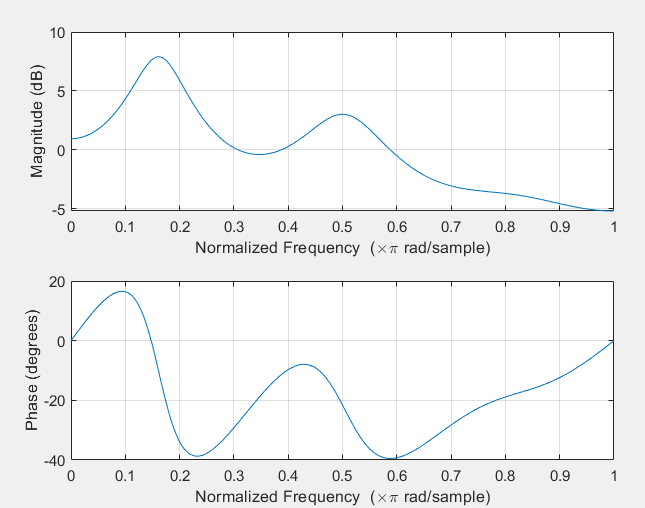 10
5
0
-5
Magnitude (dB)
0 0.1 0.2 0.3 0.4 0.5 0.6 0.7 0.8 0.9 1
Normalized Frequency (×π rad/sample)
20
0
-20
-40
Phase (degrees)
0 0.1 0.2 0.3 0.4 0.5 0.6 0.7 0.8 0.9 1
Normalized Frequency (×π rad/sample)